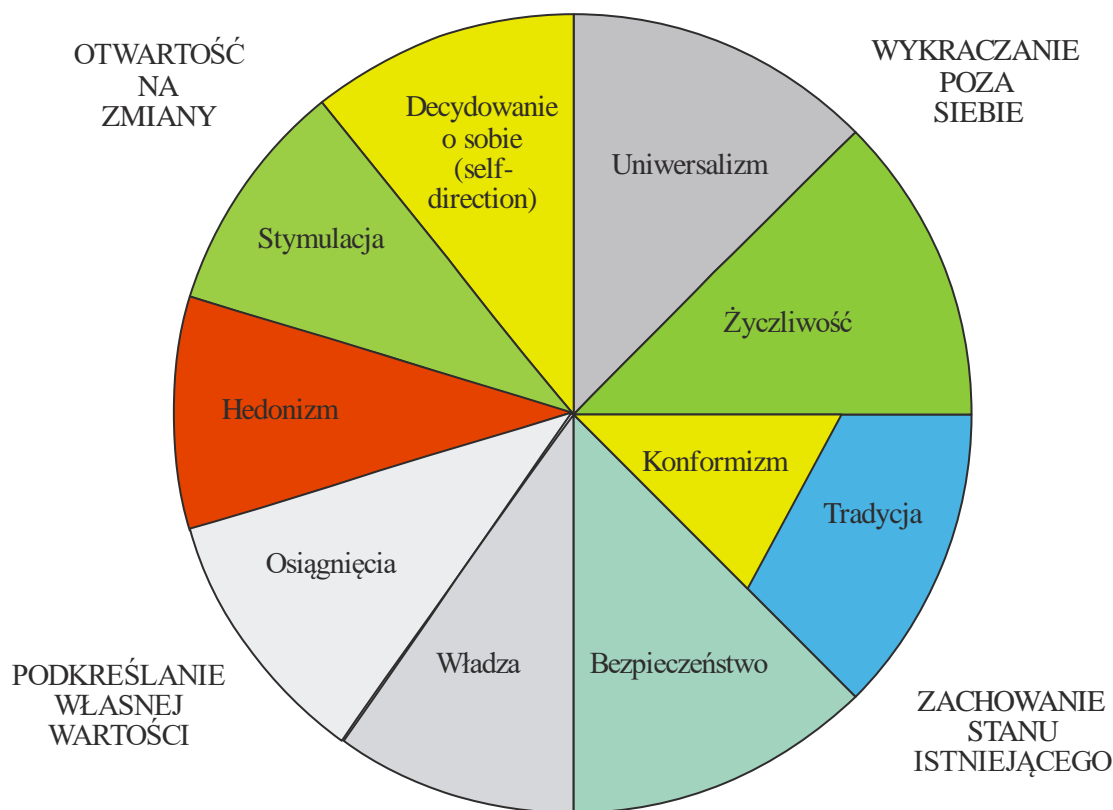 OTWARTOŚĆ
NA
ZMIANY
WYKRACZANIE
POZA
SIEBIE
Decydowanie
o sobie
(self-
direction)
Uniwersalizm
Stymulacja
Życzliwość
Hedonizm
Konformizm
Tradycja
Osiągnięcia
Władza
Bezpieczeństwo
PODKREŚLANIE
WŁASNEJ
WARTOŚCI
ZACHOWANIE
STANU
ISTNIEJĄCEGO